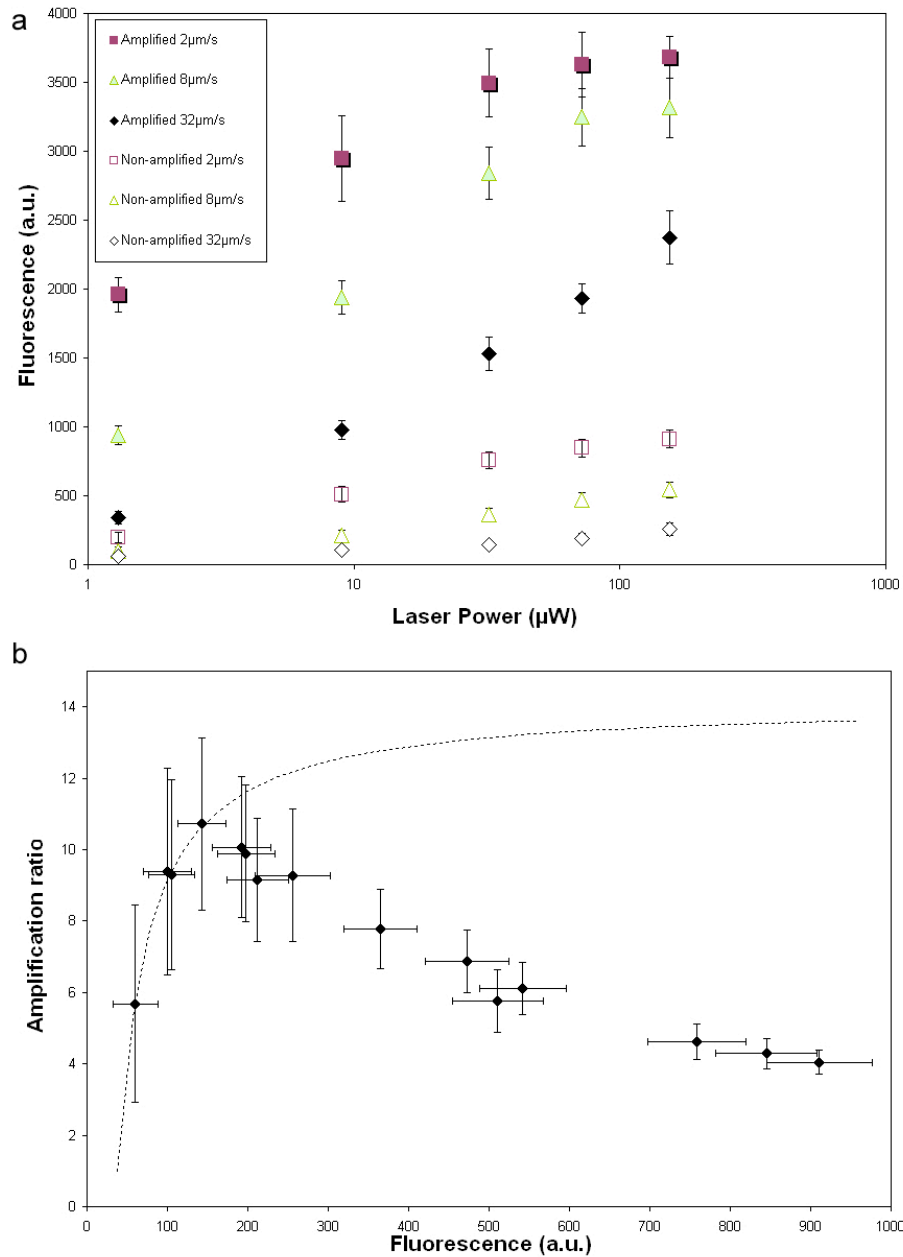 a
4000
3500
3000
2500
2000
1500
1000
500
0
Fluorescence (a.u.)
Amplified 2µm/s
Amplified 8µm/s
Amplified 32µm/s
Non-amplified 2µm/s
Non-amplified 8µm/s
Non-amplified 32µm/s
1 10 100 1000
Laser Power (µW)
b
14
12
10
8
6
4
2
0
Amplification ratio
0 100 200 300 400 500 600 700 800 900 1000
Fluorescence (a.u.)